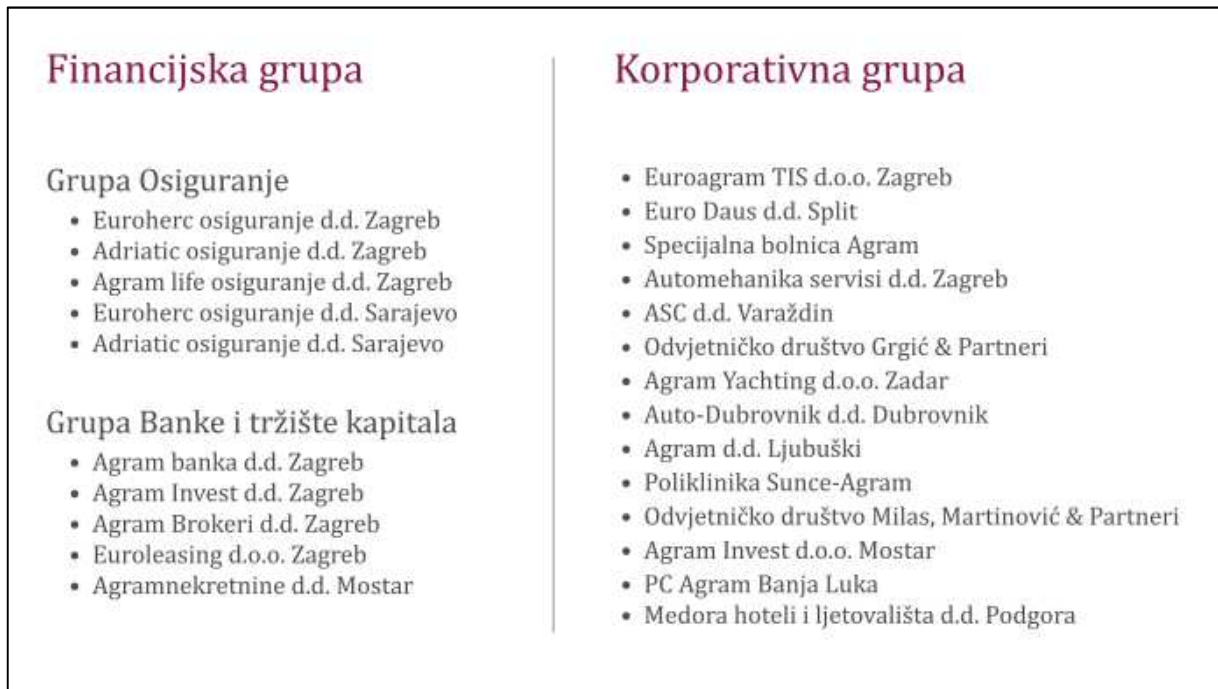 Financijska grupa
Grupa Osiguranje
• Euroherc osiguranje d.d. Zagreb
• Adriatic osiguranje d.d. Zagreb
• Agram life osiguranje d.d. Zagreb
• Euroherc osiguranje d.d. Sarajevo
• Adriatic osiguranje d.d. Sarajevo
Grupa Banke i tržište kapitala
• Agram banka d.d. Zagreb
• Agram Invest d.d. Zagreb
• Agram Brokeri d.d. Zagreb
• Euroleasing d.o.o. Zagreb
• Agramnekretnine d.d. Mostar
Korporativna grupa
• Euroagram TIS d.o.o. Zagreb
• Euro Daus d.d. Split
• Specijalna bolnica Agram
• Automehanika servisi d.d. Zagreb
• ASC d.d. Varaždin
• Odvjetničko društvo Grgić & Partneri
• Agram Yachting d.o.o. Zadar
• Auto-Dubrovnik d.d. Dubrovnik
• Agram d.d. Ljubuški
• Poliklinika Sunce-Agram
• Odvjetničko društvo Milas, Martinović & Partneri
• Agram Invest d.o.o. Mostar
• PC Agram Banja Luka
• Medora hoteli i ljetovališta d.d. Podgora